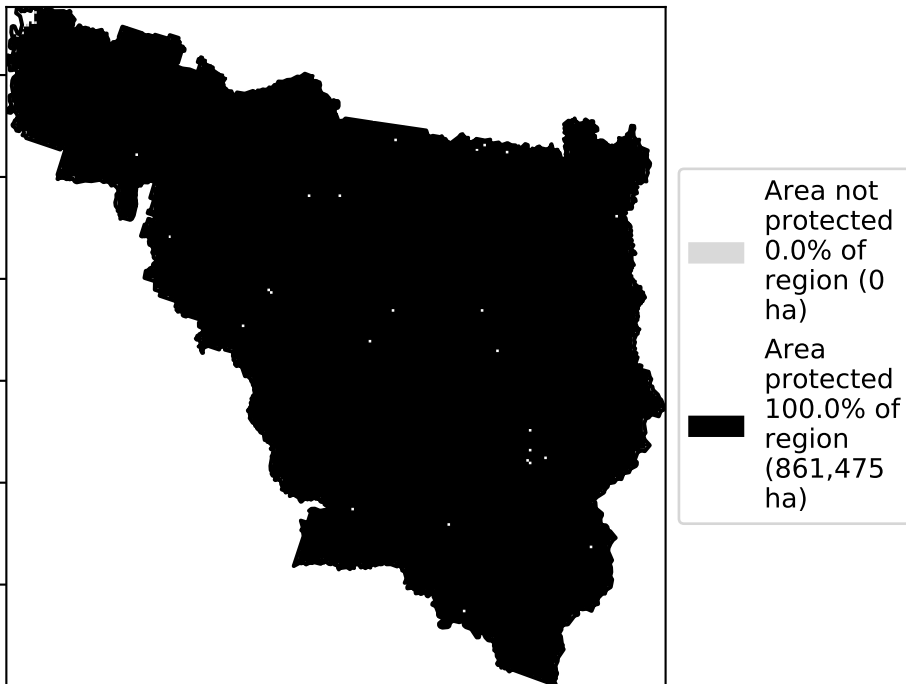 Area not
protected
0.0% of
region (0
ha)
Area
protected
100.0% of
region
(861,475
ha)